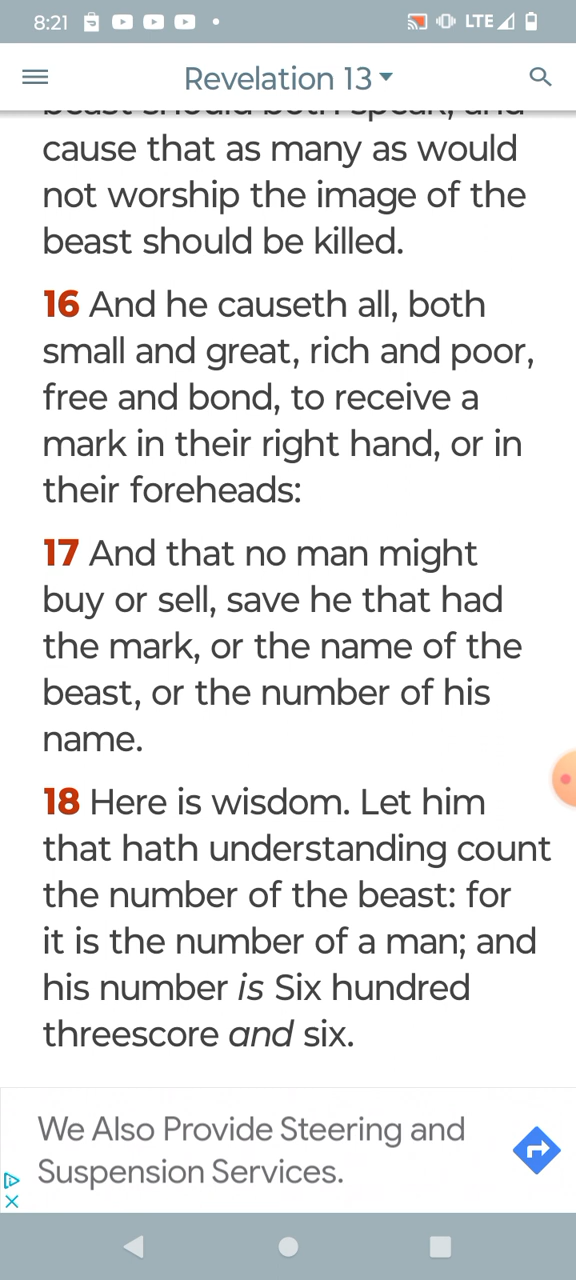 8:21
LTE
Revelation 13
beast should both speak, and
cause that as many as would
not worship the image of the
beast should be killed.
16 And he causeth all, both
small and great, rich and poor,
free and bond, to receive a
mark in their right hand, or in
their foreheads:
17 And that no man might
buy or sell, save he that had
the mark, or the name of the
beast, or the number of his
name.
18 Here is wisdom. Let him
that hath understanding count
the number of the beast: for
it is the number of a man; and
his number is Six hundred
threescore and six.
We Also Provide Steering and
Suspension Services.